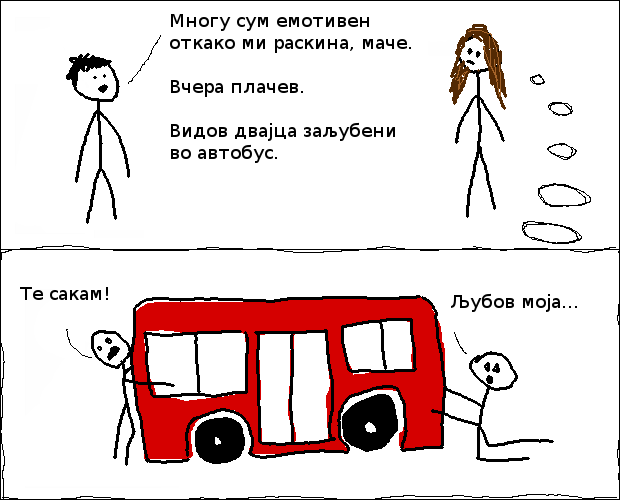 Многу сум емотивен
откако ми раскина, маче.
Вчера плачев.
Видов двајца заљубени
во автобус.
Те сакам!
Љубов моја...